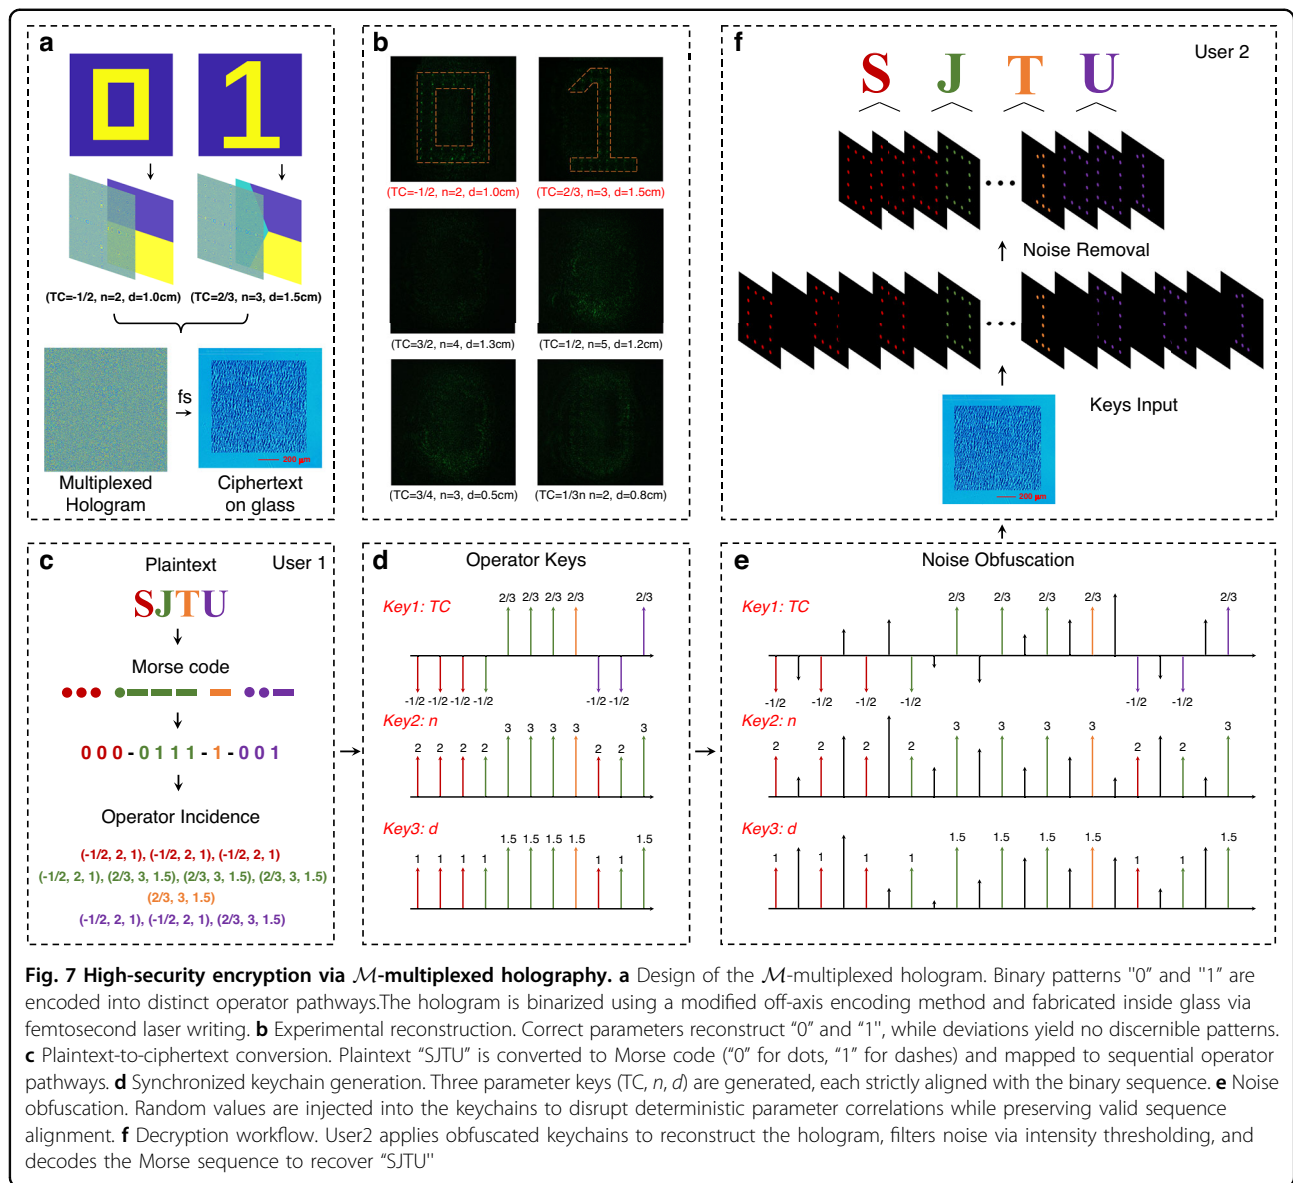 a
0
1
(TC=-1/2, n=2, d=1.0cm)
(TC=2/3, n=3, d=1.5cm)
fs
200 μm
Multiplexed
Hologram
Ciphertext
on glass
b
0
1
(TC=-1/2, n=2, d=1.0cm)
(TC=2/3, n=3, d=1.5cm)
(TC=3/2, n=4, d=1.3cm)
(TC=1/2, n=5, d=1.2cm)
(TC=3/4, n=3, d=0.5cm)
(TC=1/3n n=2, d=0.8cm)
f
User 2
S J T U
Noise Removal
Keys Input
200 μm
c
Plaintext
User 1
SJTU
Morse code
0 0 0 - 0 1 1 1 - 1 - 0 0 1
Operator Incidence
(-1/2, 2, 1), (-1/2, 2, 1), (-1/2, 2, 1)
(-1/2, 2, 1), (2/3, 3, 1.5), (2/3, 3, 1.5), (2/3, 3, 1.5)
(2/3, 3, 1.5)
(-1/2, 2, 1), (-1/2, 2, 1), (2/3, 3, 1.5)
d
Operator Keys
Key1: TC
2/3 2/3 2/3 2/3 2/3
-1/2 -1/2 -1/2 -1/2 -1/2 -1/2
Key2: n
2 2 2 2 3 3 3 3 2 2 3
Key3: d
1 1 1 1 1.5 1.5 1.5 1.5 1 1 1.5
e
Noise Obfuscation
Key1: TC
2/3 2/3 2/3 2/3 2/3
-1/2 -1/2 -1/2 -1/2 -1/2 -1/2
Key2: n
2 2 2 2 3 3 3 3 2 2 3
Key3: d
1 1 1 1 1.5 1.5 1.5 1.5 1 1 1.5
Fig. 7 High-security encryption via ℳ-multiplexed holography. a Design of the ℳ-multiplexed hologram. Binary patterns "0" and "1" are
encoded into distinct operator pathways.The hologram is binarized using a modified off-axis encoding method and fabricated inside glass via
femtosecond laser writing. b Experimental reconstruction. Correct parameters reconstruct “0” and “1", while deviations yield no discernible patterns.
c Plaintext-to-ciphertext conversion. Plaintext “SJTU” is converted to Morse code (“0” for dots, “1” for dashes) and mapped to sequential operator
pathways. d Synchronized keychain generation. Three parameter keys (TC, n, d) are generated, each strictly aligned with the binary sequence. e Noise
obfuscation. Random values are injected into the keychains to disrupt deterministic parameter correlations while preserving valid sequence
alignment. f Decryption workflow. User2 applies obfuscated keychains to reconstruct the hologram, filters noise via intensity thresholding, and
decodes the Morse sequence to recover “SJTU"